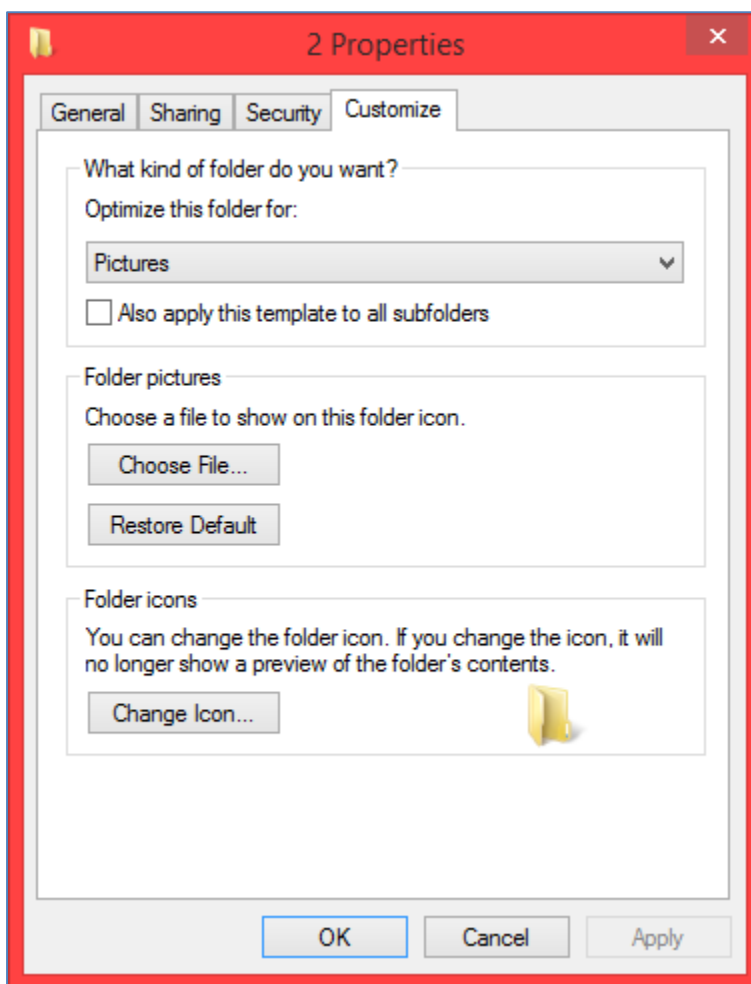 2 Properties
General Sharing Security Customize
What kind of folder do you want?
Optimize this folder for:
Pictures
Also apply this template to all subfolders
Folder pictures
Choose a file to show on this folder icon.
Choose File...
Restore Default
Folder icons
You can change the folder icon. If you change the icon, it will
no longer show a preview of the folder's contents.
Change Icon...
OK Cancel Apply